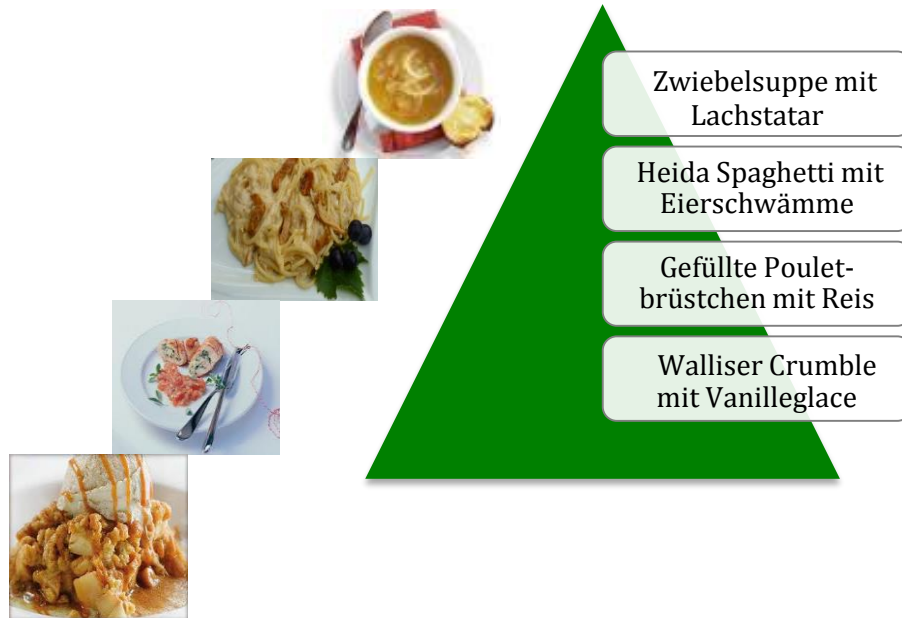 Zwiebelsuppe mit
Lachstatar
Heida Spaghetti mit
Eierschwämme
Gefüllte Poulet-
brüstchen mit Reis
Walliser Crumble
mit Vanilleglace